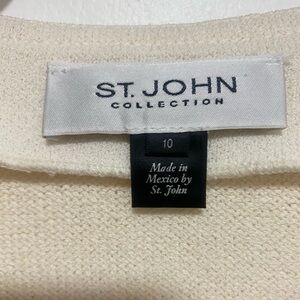 ST. JOHN
COLLECTION
10
Made in
Mexico by
St. John